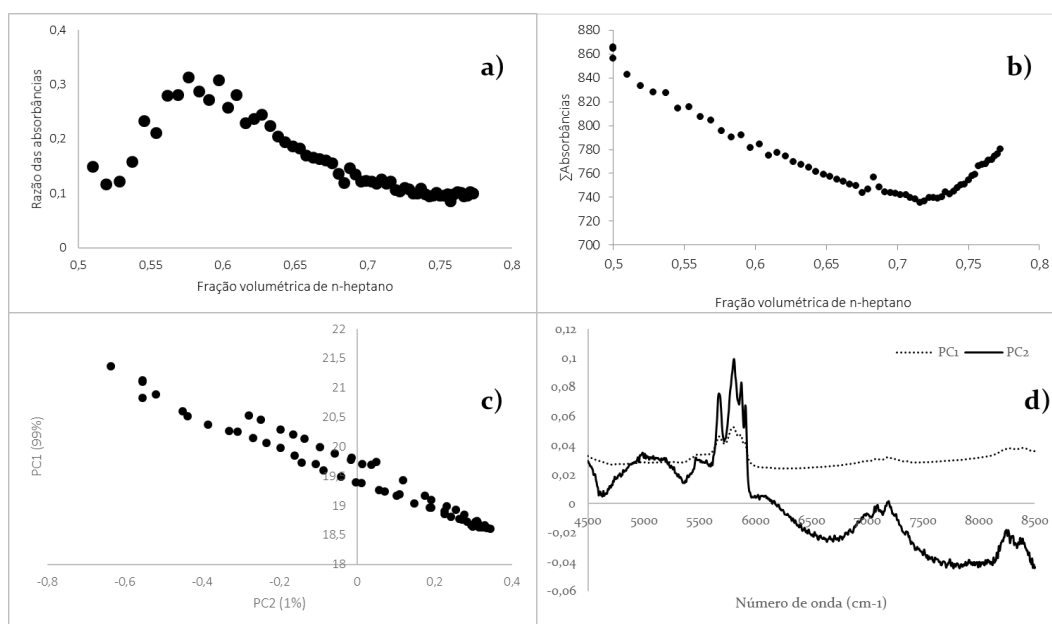 a)
0,4
0,3
0,2
0,1
0
0,5 0,55 0,6 0,65 0,7 0,75 0,8
Razão das absorbâncias
Fração volumétrica de n-heptano
b)
880
860
840
820
800
780
760
740
720
700
0,5 0,55 0,6 0,65 0,7 0,75 0,8
∑Absorbâncias
Fração volumétrica de n-heptano
c)
22
21,5
21
20,5
20
19,5
19
18,5
18
-0,8 -0,6 -0,4 -0,2 0 0,2 0,4
PC1 (99%)
PC2 (1%)
d)
PC1 PC2
0,12
0,1
0,08
0,06
0,04
0,02
0
-0,02
-0,04
-0,06
4500 5000 5500 6000 6500 7000 7500 8000 8500
Número de onda (cm-1)